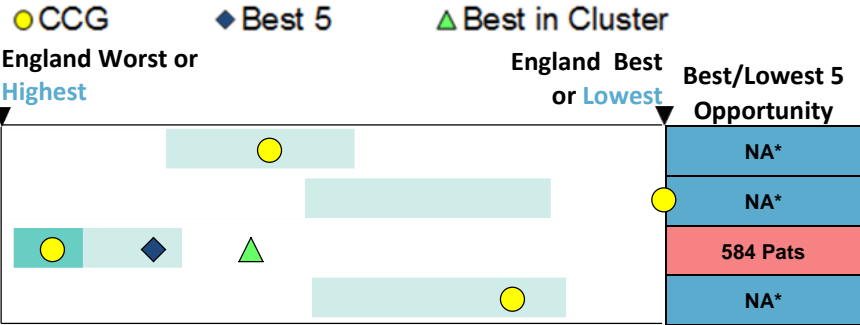 CCG Best 5 Best in Cluster
England Worst or
Highest
England Best
or Lowest
Best/Lowest 5
Opportunity
NA*
NA*
584 Pats
NA*